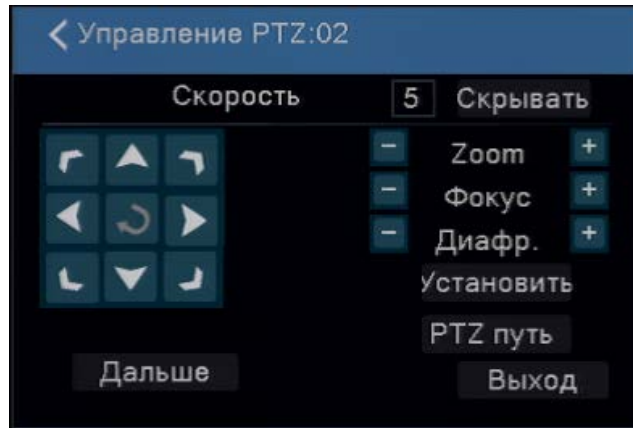 Управление PTZ:02
Скорость 5 Скрывать
- Zoom +
- Фокус +
- Диафр. +
Установить
PTZ путь
Дальше Выход